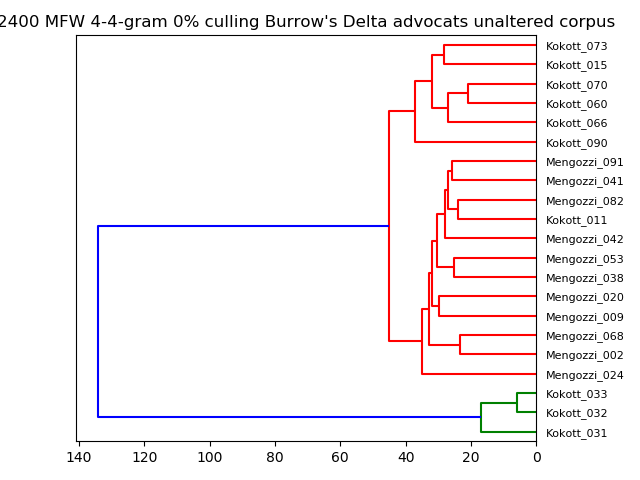 2400 MFW 4-4-gram 0% culling Burrow's Delta advocats unaltered corpus
Kokott_073
Kokott_015
Kokott_070
Kokott_060
Kokott_066
Kokott_090
Mengozzi_091
Mengozzi_041
Mengozzi_082
Kokott_011
Mengozzi_042
Mengozzi_053
Mengozzi_038
Mengozzi_020
Mengozzi_009
Mengozzi_068
Mengozzi_002
Mengozzi_024
Kokott_033
Kokott_032
Kokott_031
140 120 100 80 60 40 20 0